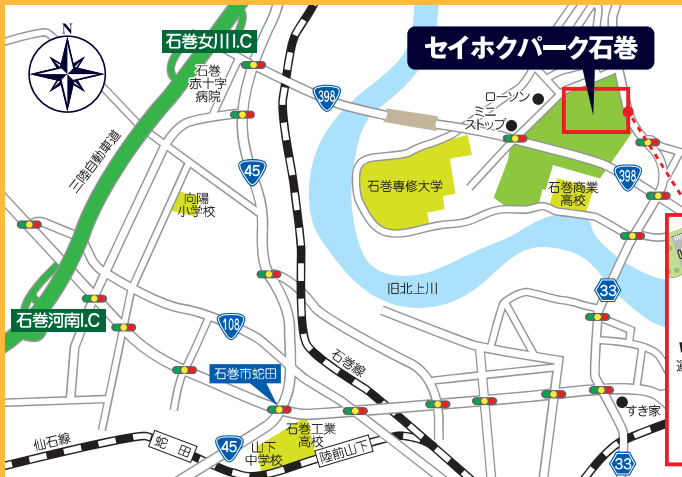 N
石巻女川I.C
セイホクパーク石巻
石巻
赤十字
病院
398
ローソン
ミニ
ストップ
三陸自動車道
45
石巻専修大学
398
石巻商業
高校
向陽
小学校
旧北上川
33
石巻河南I.C
108
石巻線
石巻市蛇田
すき家
仙石線
蛇田
45
山下
中学校
石巻工業
高校
陸前山下
33